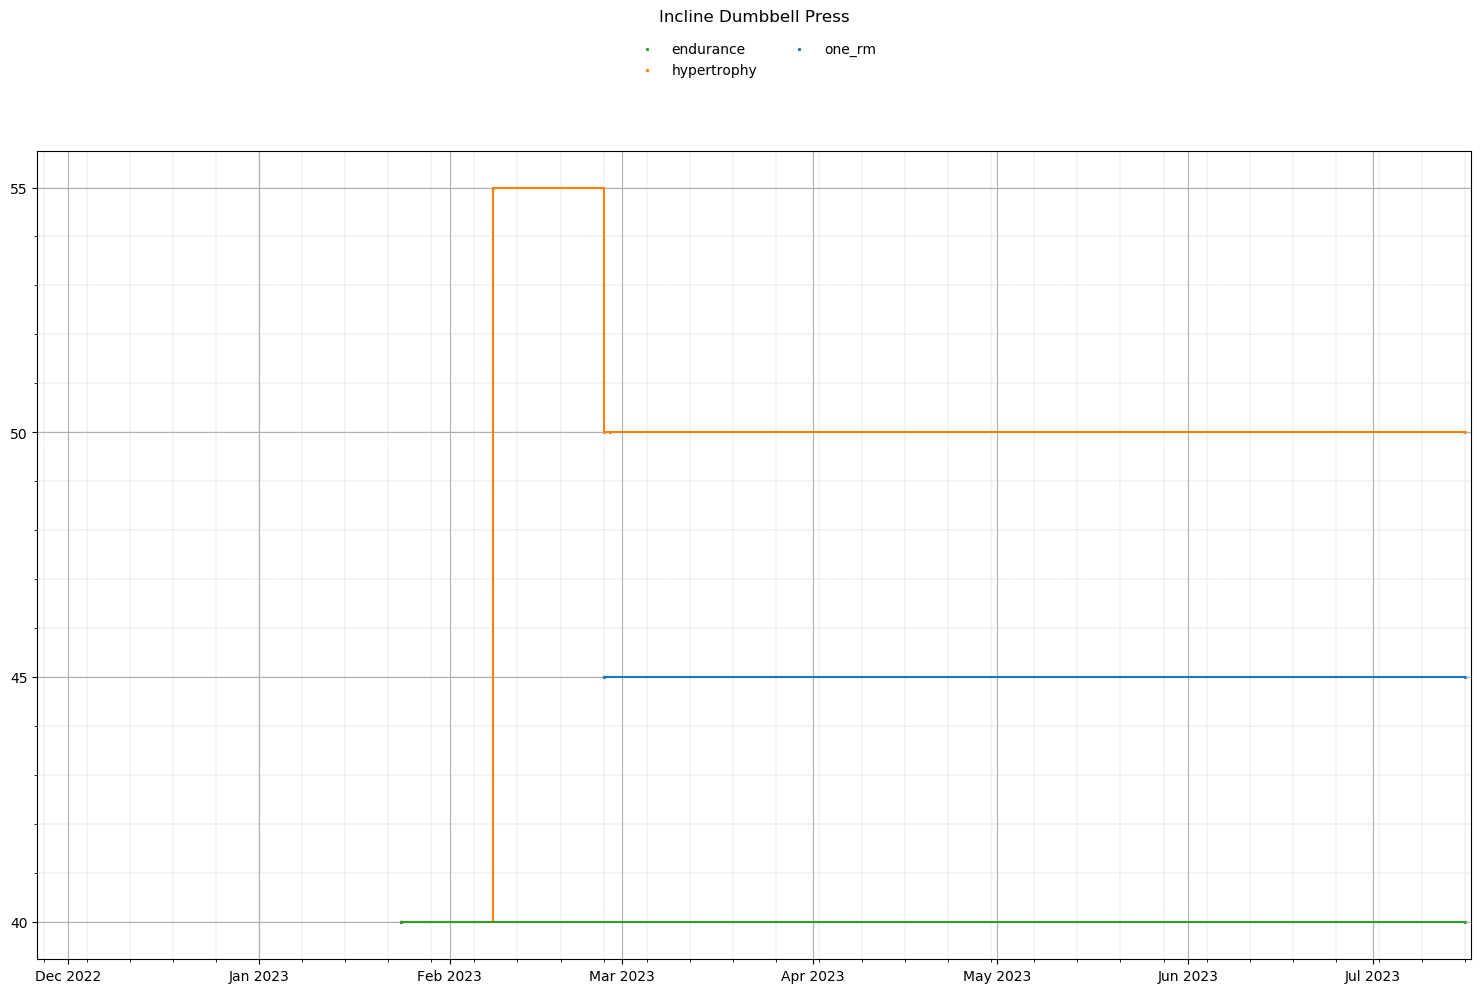 Incline Dumbbell Press
endurance one_rm
hypertrophy
55
50
45
40
Dec 2022 Jan 2023 Feb 2023 Mar 2023 Apr 2023 May 2023 Jun 2023 Jul 2023